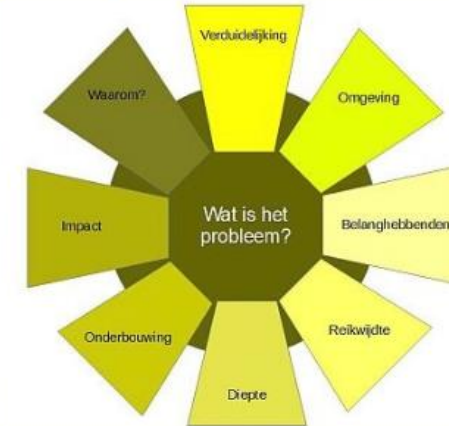 Verduidelijking
Omgeving
Belanghebbenden
Reikwijdte
Diepte
Onderbouwing
Impact
Waarom?
Wat is het
probleem?